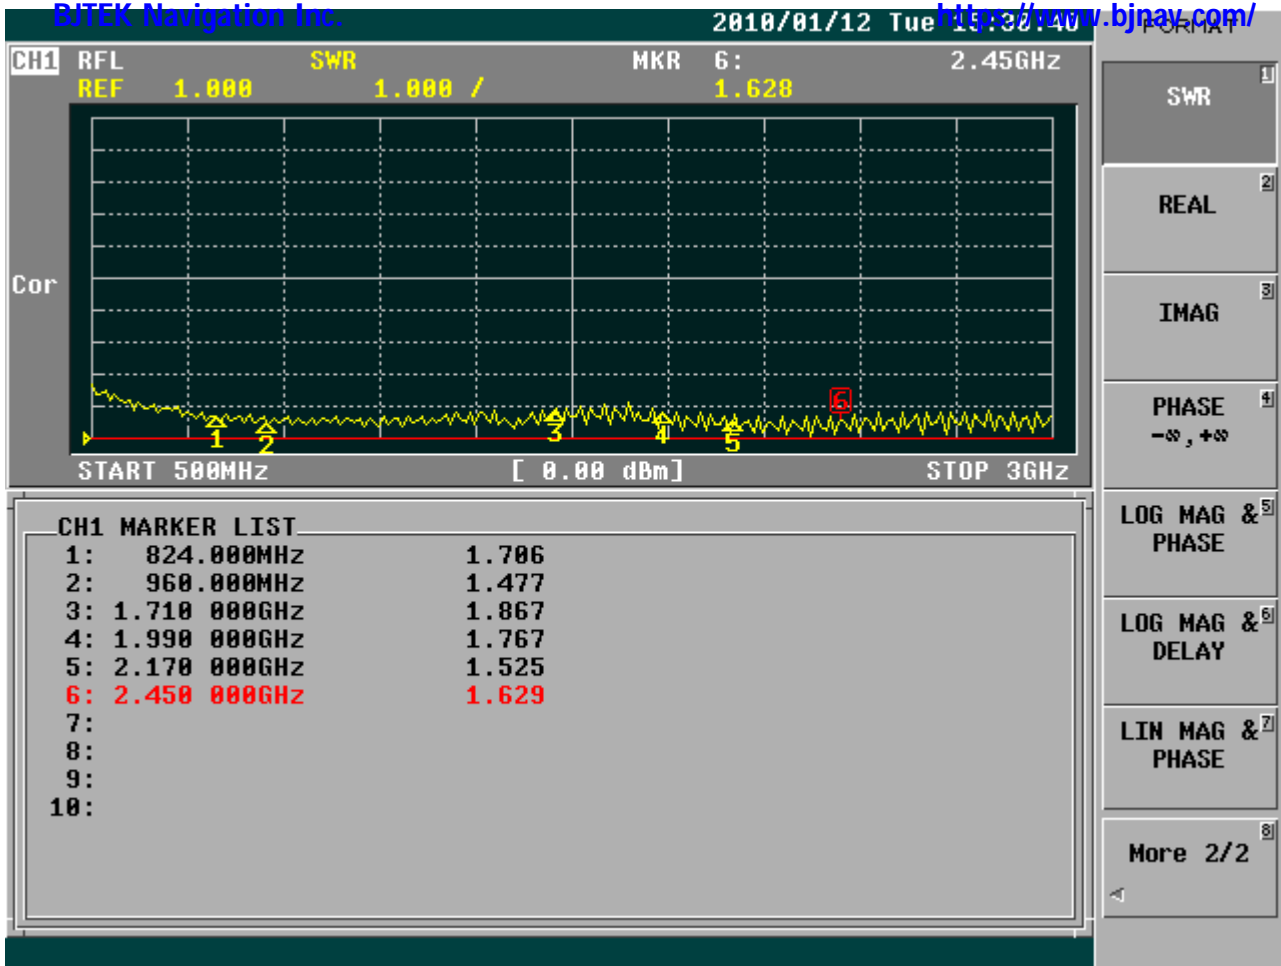 BJTEK Navigation Inc.
https://www.bjnav.com/
2010/01/12 Tue
FORMAT
CH1 RFL SWR MKR 6: 2.45GHz
REF 1.000 1.000 / 1.628
Cor
1 2 3 4 5 6
START 500MHz [ 0.00 dBm] STOP 3GHz
CH1 MARKER LIST
1: 824.000MHz 1.706
2: 960.000MHz 1.477
3: 1.710 000GHz 1.867
4: 1.990 000GHz 1.767
5: 2.170 000GHz 1.525
6: 2.450 000GHz 1.629
7:
8:
9:
10:
SWR 1
REAL 2
IMAG 3
PHASE 4
-∞,+∞
LOG MAG & 5
PHASE
LOG MAG & 6
DELAY
LIN MAG & 7
PHASE
More 2/2 8